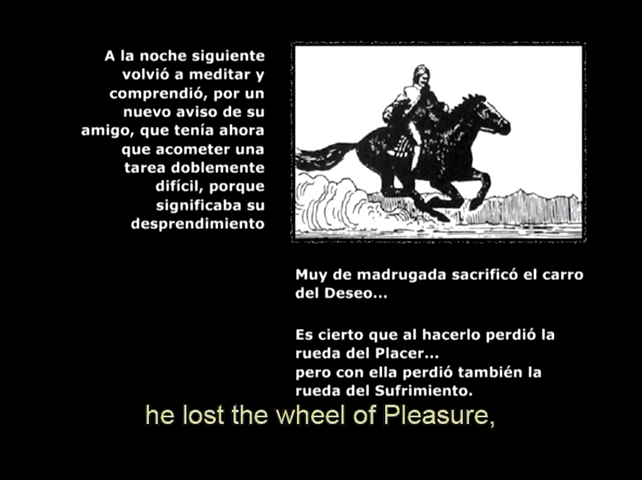 A la noche siguiente
volvió a meditar y
comprendió, por un
nuevo aviso de su
amigo, que tenía ahora
que acometer una
tarea doblemente
difícil, porque
significaba su
desprendimiento
Muy de madrugada sacrificó el carro
del Deseo...
Es cierto que al hacerlo perdió la
rueda del Placer...
pero con ella perdió también la
rueda del Sufrimiento.
he lost the wheel of Pleasure,